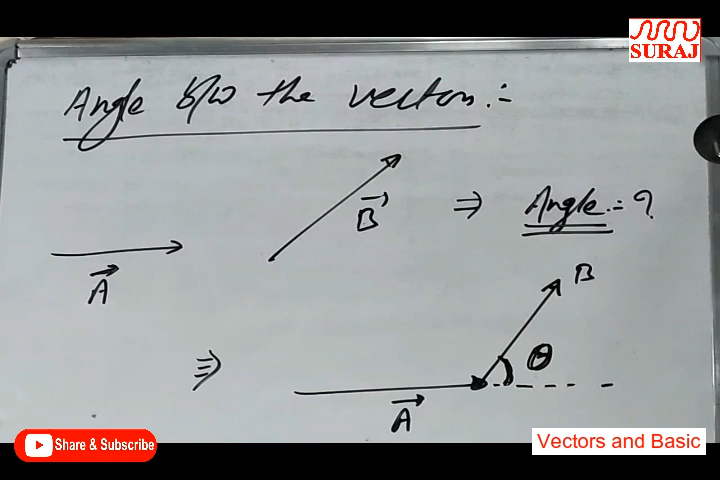 SURAJ
Angle b/w the vectors :-
A
B
⇒ Angle := ?
B
⇒
θ
A
Share & Subscribe
Vectors and Basic